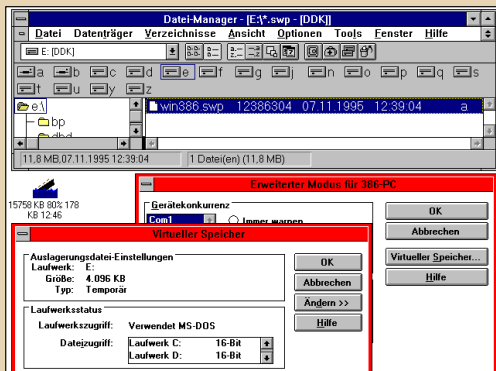 Datei-Manager - [E:\*.swp - [DDK]]
Datei Datenträger Verzeichnisse Ansicht Optionen Tools Fenster Hilfe
E: [DDK]
a b c d e f g j n o p q s
t u y z
e:\
win386.swp 12386304 07.11.1995 12:39:04 a
bp
dbd
11,8 MB,07.11.1995 12:39:04
1 Datei(en) (11,8 MB)
15758 KB 80% 178
KB 12:46
Erweiterter Modus für 386-PC
Gerätekonkurrenz
Com1
Immer warnen
OK
Abbrechen
Virtueller Speicher...
Hilfe
Virtueller Speicher
Auslagerungsdatei-Einstellungen
Laufwerk: E:
Größe: 4.096 KB
Typ: Temporär
OK
Abbrechen
Ändern >>
Hilfe
Laufwerksstatus
Laufwerkszugriff: Verwendet MS-DOS
Dateizugriff: Laufwerk C: 16-Bit
Laufwerk D: 16-Bit